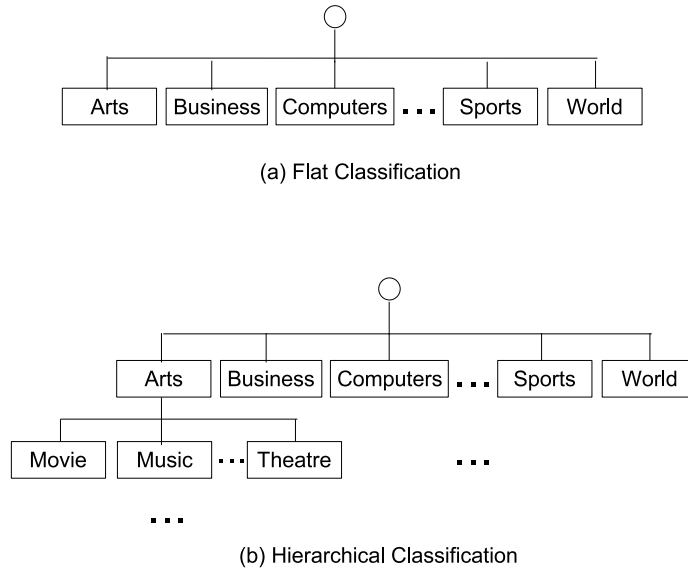 Arts Business Computers ... Sports World
(a) Flat Classification
Arts Business Computers ... Sports World
Movie Music ... Theatre ...
...
(b) Hierarchical Classification